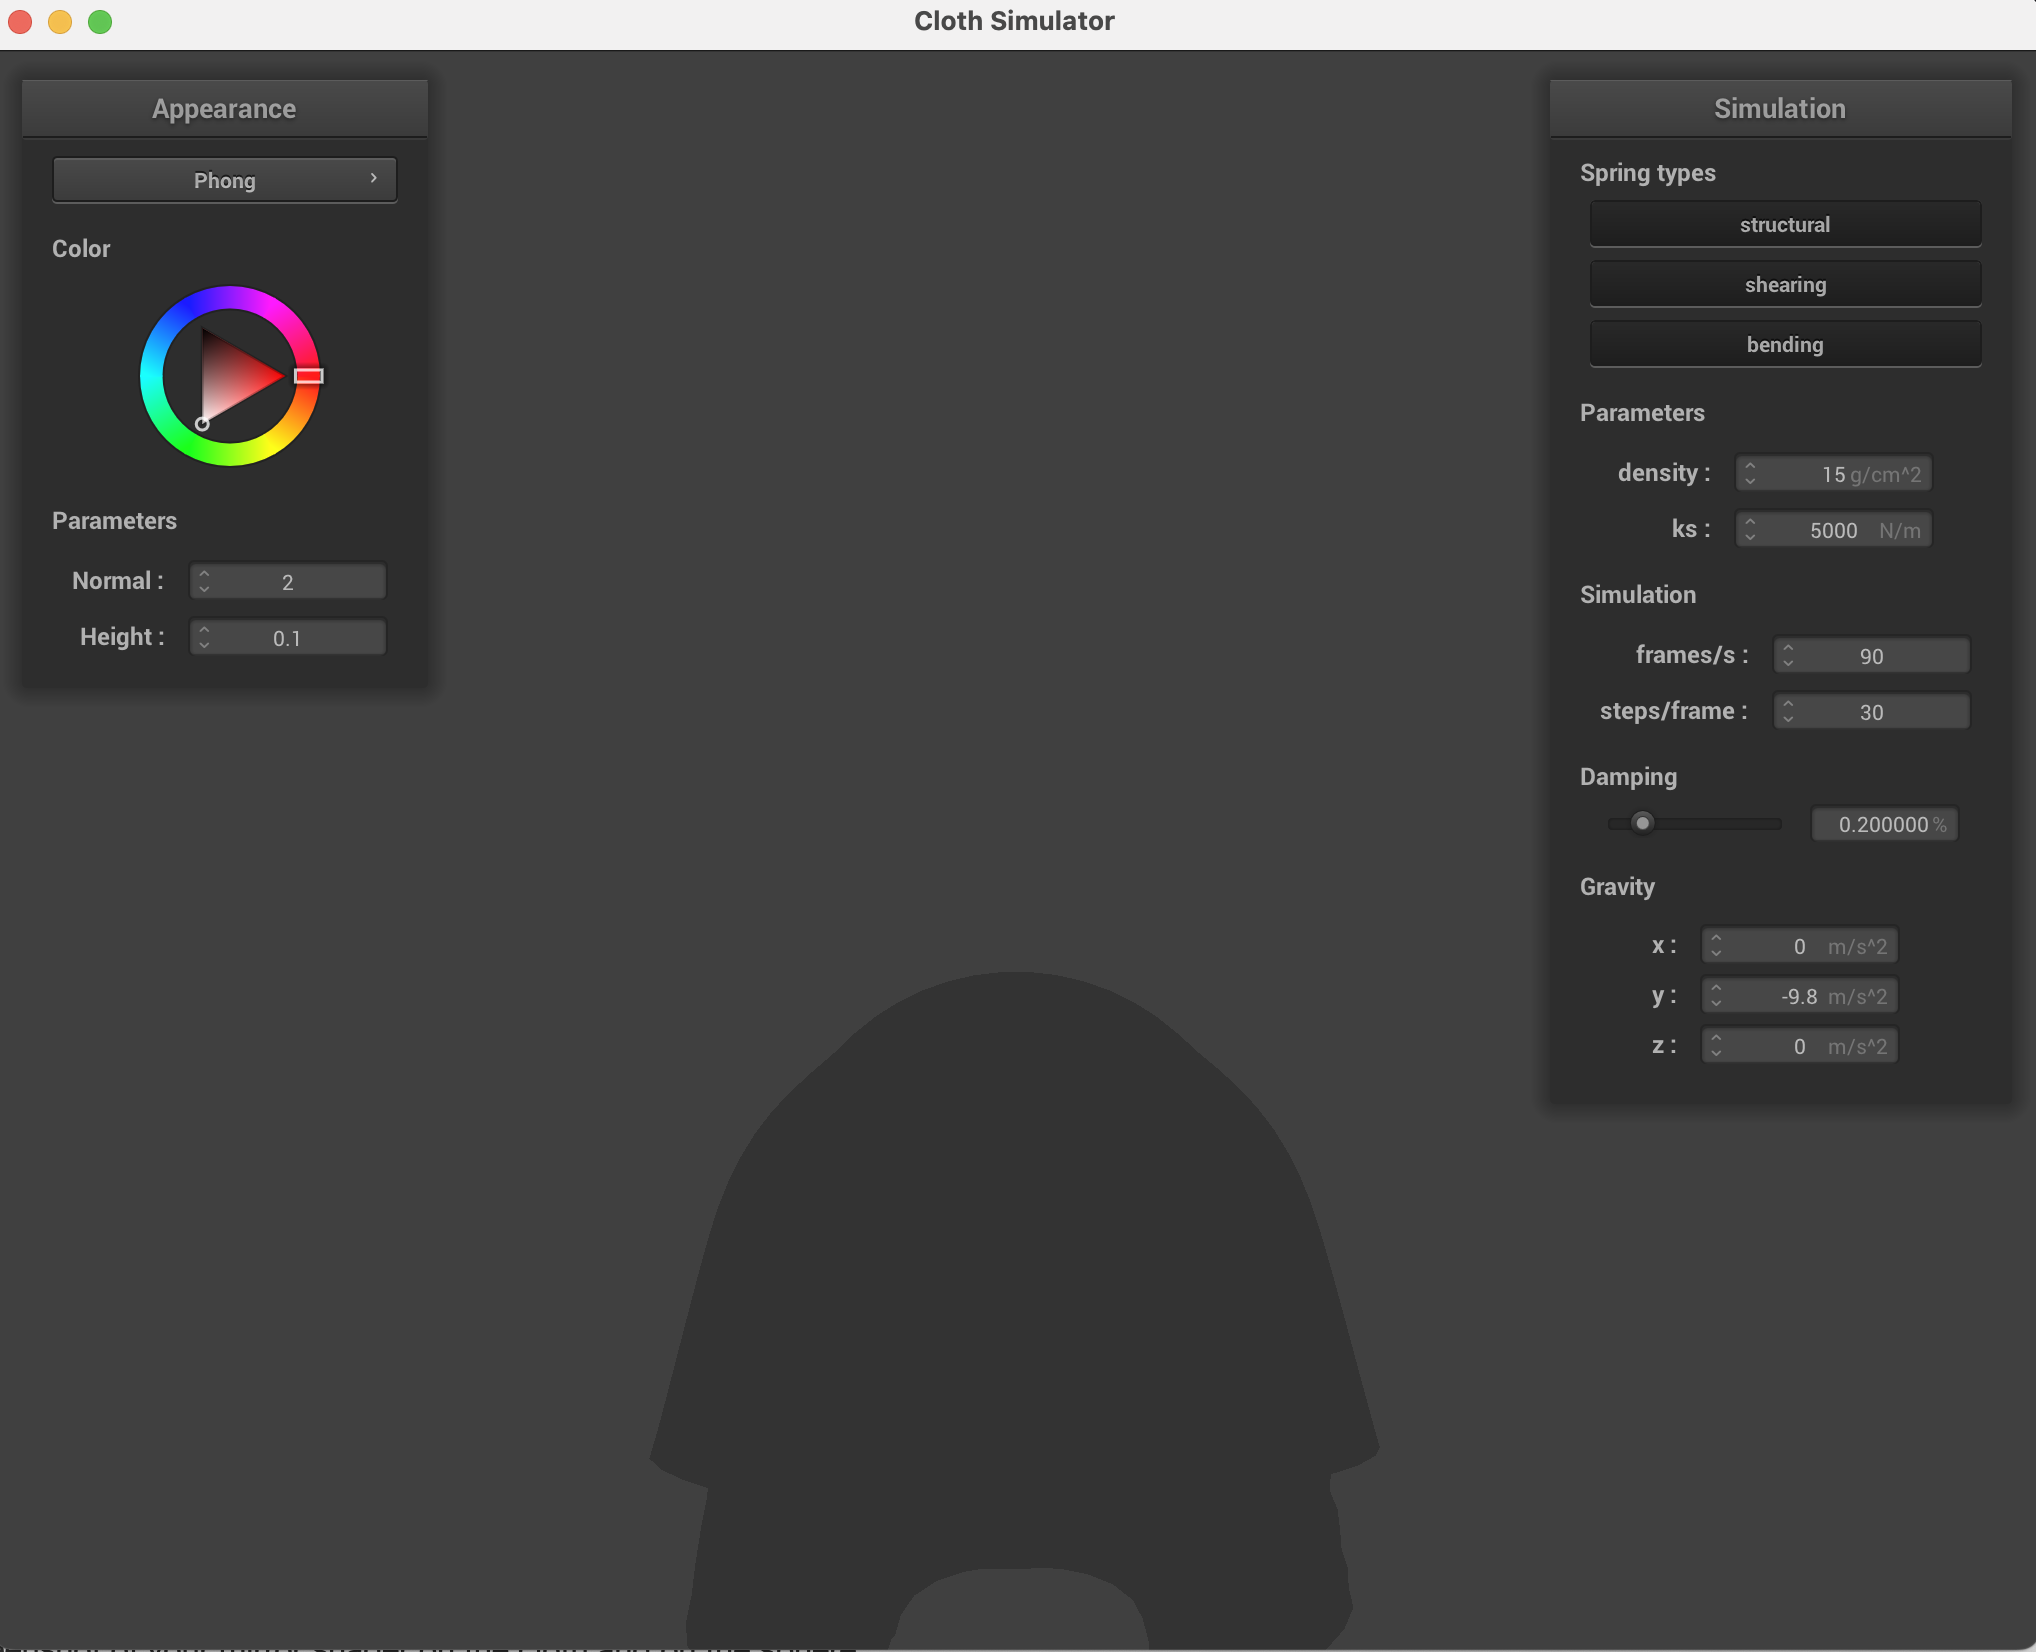 Cloth Simulator
Appearance
Phong
Color
Parameters
Normal : 2
Height : 0.1
Simulation
Spring types
structural
shearing
bending
Parameters
density : 15 g/cm^2
ks : 5000 N/m
Simulation
frames/s : 90
steps/frame : 30
Damping
0.200000 %
Gravity
x : 0 m/s^2
y : -9.8 m/s^2
z : 0 m/s^2